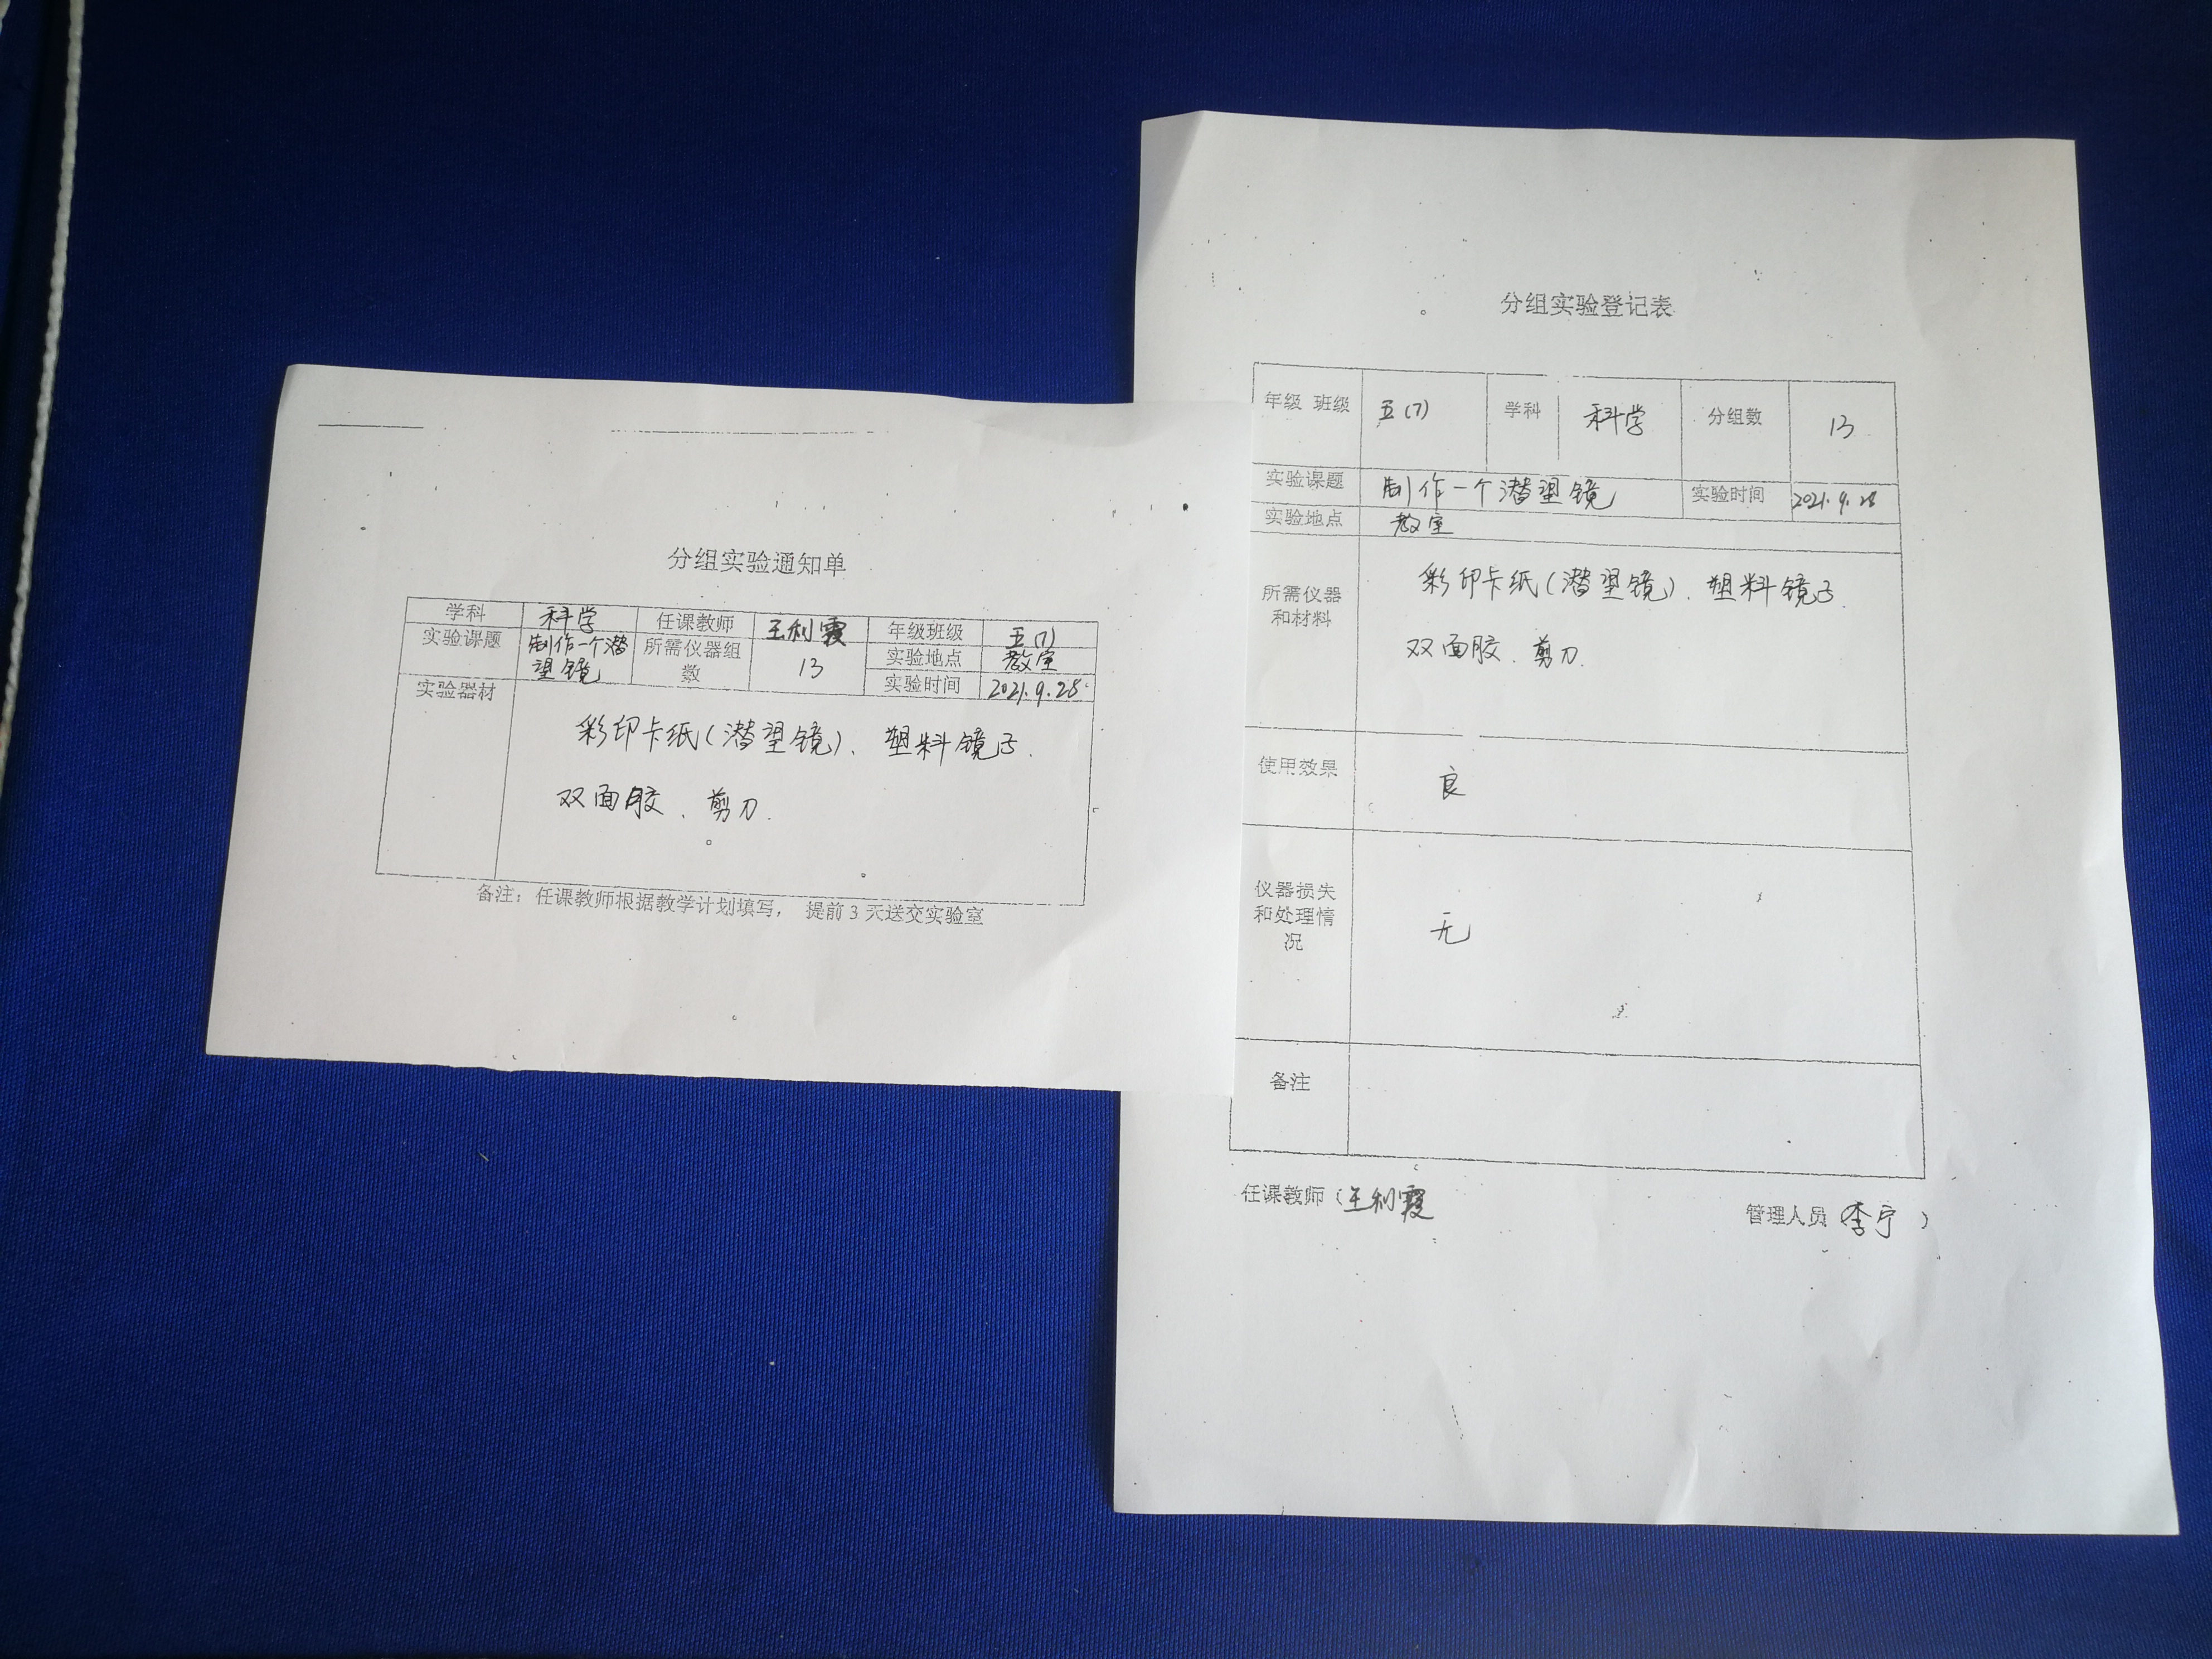 分组实验通知单
学科 科学 任课教师 王利霞 年级班级 五(7)
实验课题 制作一个潜望镜 所需仪器组数 13 实验地点 教室
实验时间 2021.9.28
实验器材 彩印卡纸(潜望镜)、塑料镜子.
双面胶、剪刀.
备注：任课教师根据教学计划填写， 提前3天送交实验室
分组实验登记表
年级 班级 五(7) 学科 科学 分组数 13
实验课题 制作一个潜望镜 实验时间 2021.9.28
实验地点 教室
所需仪器和材料 彩印卡纸(潜望镜)、塑料镜子.
双面胶、剪刀.
使用效果 良
仪器损失和处理情况 无
备注
任课教师（王利霞
管理人员（李宁）